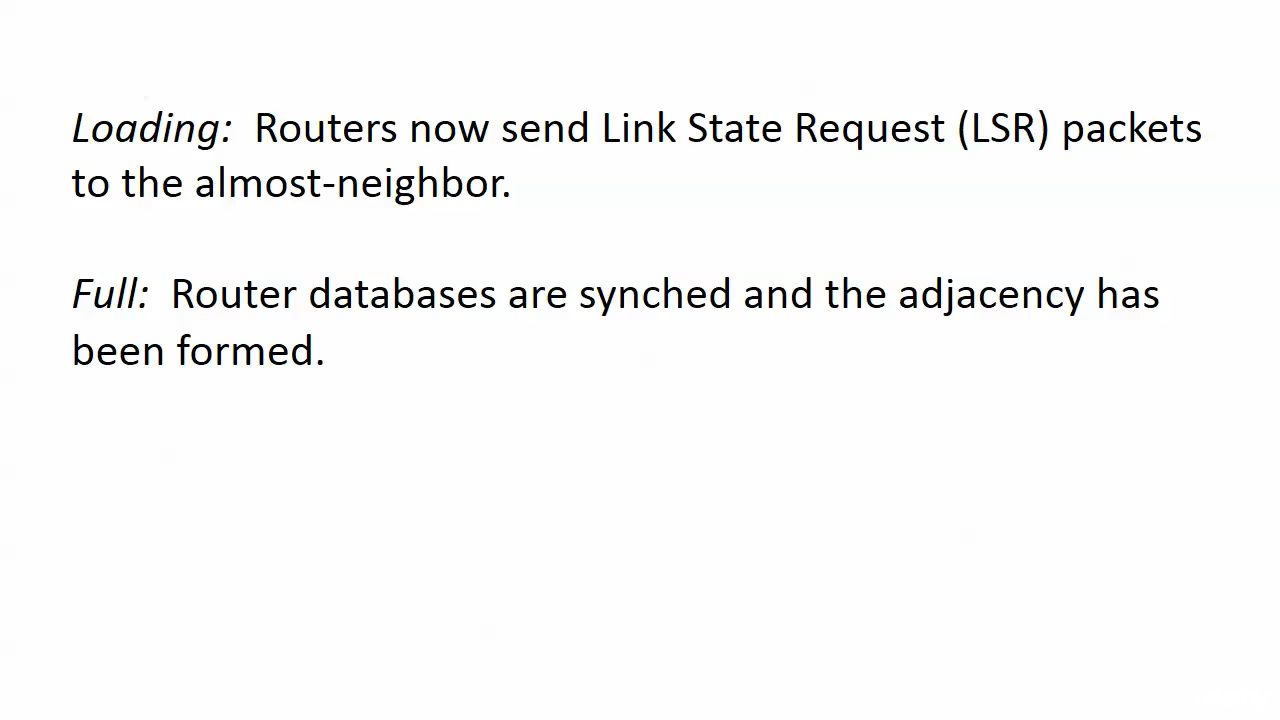 Loading: Routers now send Link State Request (LSR) packets
to the almost-neighbor.
Full: Router databases are synched and the adjacency has
been formed.